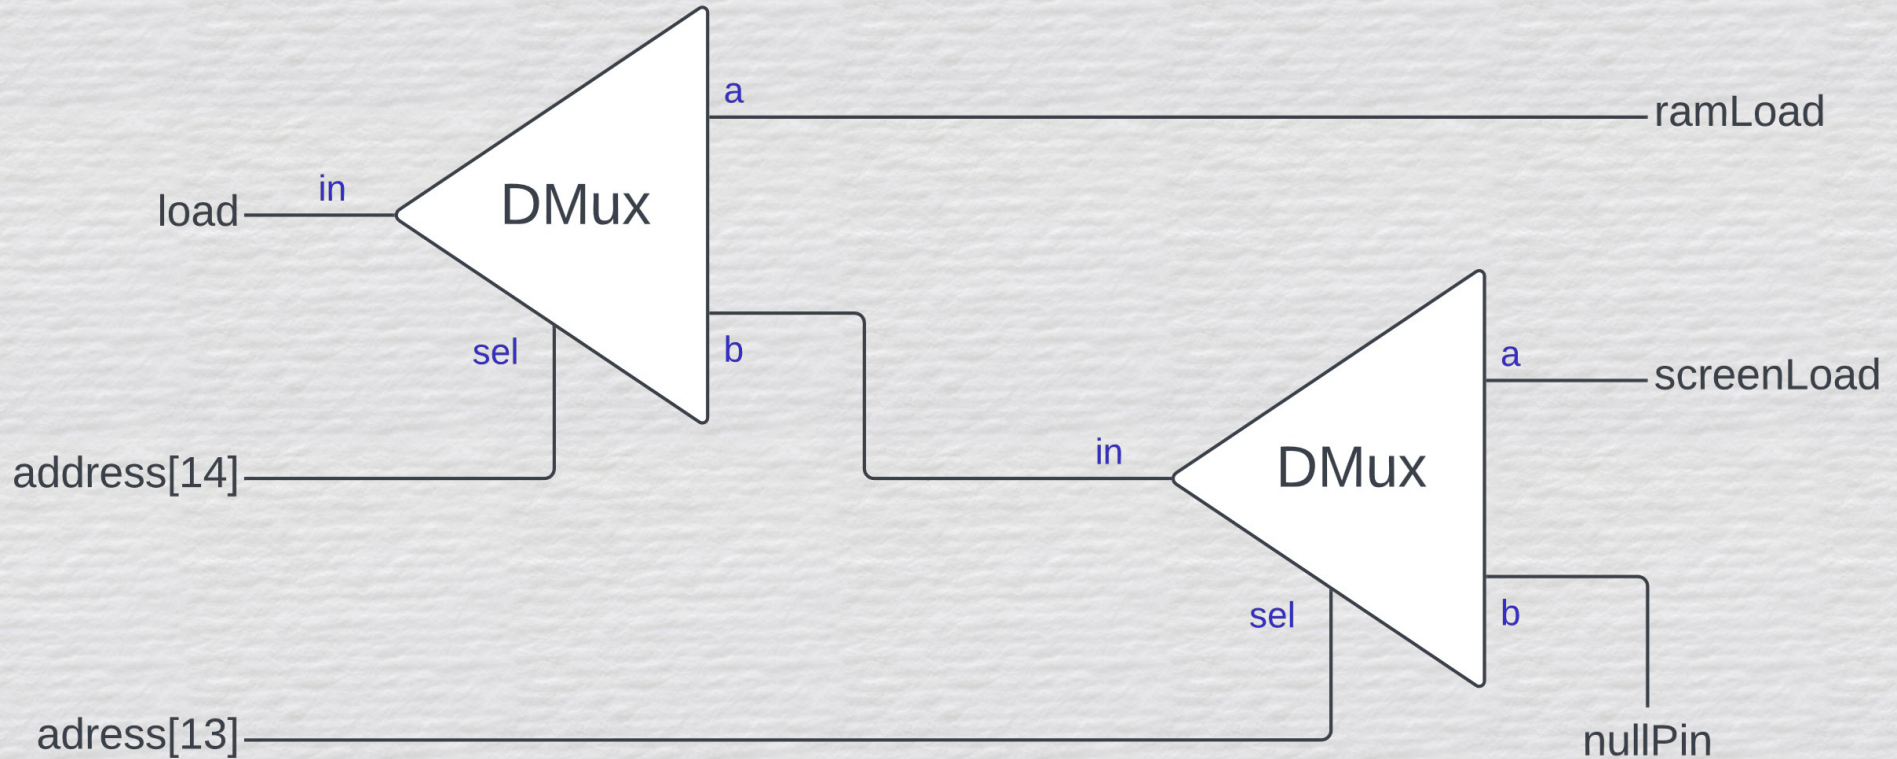 a
ramLoad
in
load
DMux
sel
b
a
screenLoad
in
DMux
address[14]
sel
b
adress[13]
nullPin